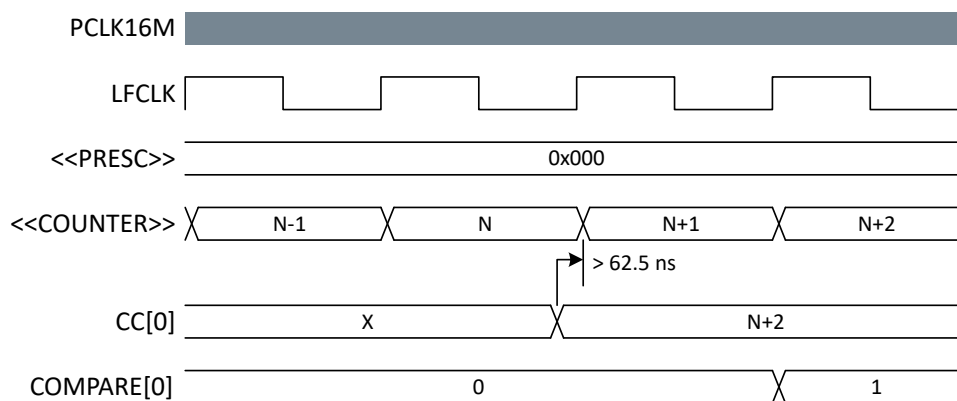 PCLK16M
LFCLK
<<PRESC>> 0x000
<<COUNTER>> N-1 N N+1 N+2
> 62.5 ns
CC[0] X N+2
COMPARE[0] 0 1